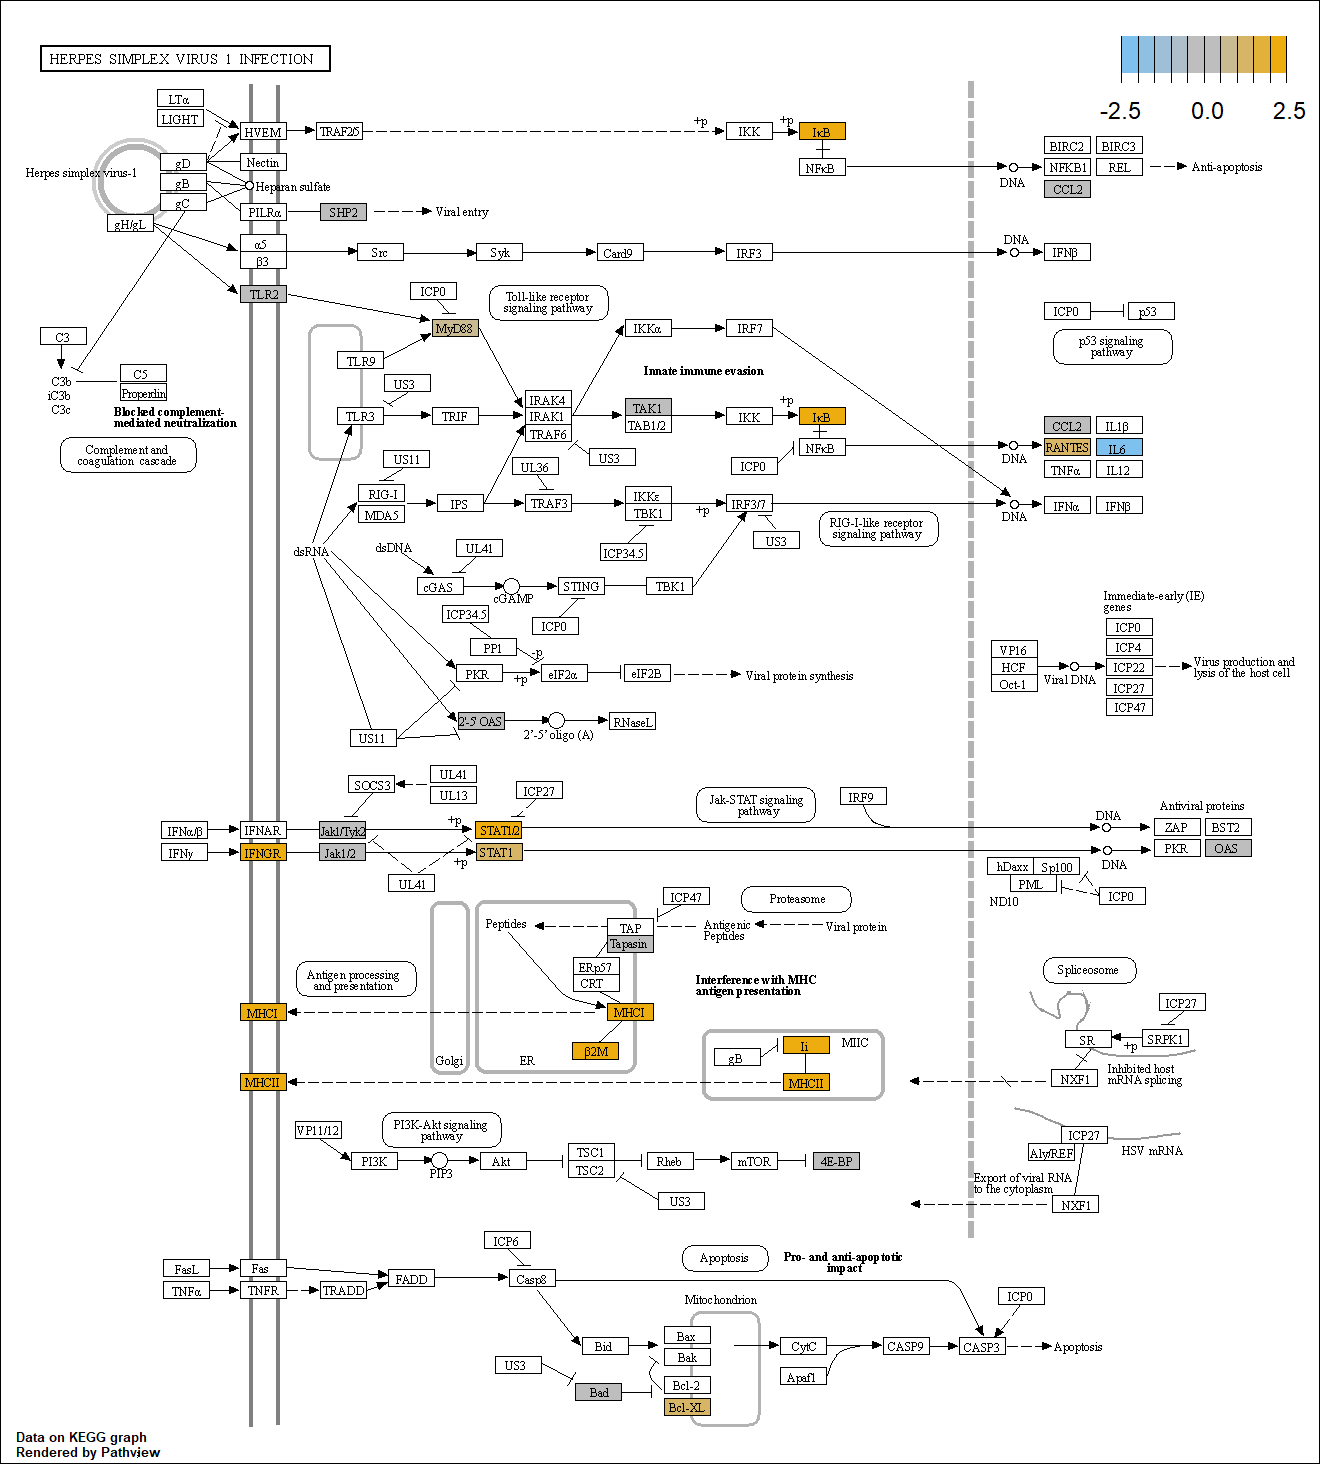 HERPES SIMPLEX VIRUS 1 INFECTION
-2.5 0.0 2.5
LTα
LIGHT
HVEM
TRAF2/5
+p
IKK
+p
IκB
NFκB
DNA
BIRC2 BIRC3
NFKB1 REL
CCL2
Anti-apoptosis
Herpes simplex virus-1
gD
gB
gC
gH/gL
Nectin
Heparan sulfate
PILRα
SHP2
Viral entry
α5
β3
Src
Syk
Card9
IRF3
DNA
IFNβ
TLR2
ICP0
Toll-like receptor
signaling pathway
MyD88
IKKα
IRF7
ICP0
p53
p53 signaling
pathway
C3
C3b
iC3b
C3c
C5
Properdin
Blocked complement-
mediated neutralization
Complement and
coagulation cascade
TLR9
TLR3
US3
TRIF
IRAK4
IRAK1
TRAF6
Innate immune evasion
TAK1
TAB1/2
IKK
+p
IκB
NFκB
ICP0
US3
DNA
CCL2 IL1β
RANTES IL6
TNFα IL12
US11
RIG-I
MDA5
IPS
UL36
TRAF3
IKKε
TBK1
+p
IRF3/7
US3
ICP34.5
RIG-I-like receptor
signaling pathway
DNA
IFNα IFNβ
dsRNA
dsDNA
UL41
cGAS
cGAMP
STING
TBK1
ICP0
ICP34.5
PP1
-p
PKR
+p
eIF2α
eIF2B
Viral protein synthesis
US11
2'-5' OAS
2'-5' oligo (A)
RNaseL
Immediate-early (IE)
genes
VP16
HCF
Oct-1
Viral DNA
ICP0
ICP4
ICP22
ICP27
ICP47
Virus production and
lysis of the host cell
SOCS3
UL41
UL13
ICP27
Jak-STAT signaling
pathway
IRF9
IFNα/β
IFNAR
Jak1/Tyk2
+p
STAT1/2
IFNγ
IFNGR
Jak1/2
+p
STAT1
UL41
DNA
DNA
Antiviral proteins
ZAP BST2
PKR OAS
hDaxx Sp100
PML
ND10
ICP0
Peptides
TAP
Tapasin
ICP47
Antigenic
Peptides
Proteasome
Viral protein
ERp57
CRT
Antigen processing
and presentation
Interference with MHC
antigen presentation
MHCI
MHCI
β2M
Golgi
ER
gB
Ii
MIIC
MHCII
MHCII
Spliceosome
ICP27
SR
+p
SRPK1
NXF1
Inhibited host
mRNA splicing
ICP27
Aly/REF
HSV mRNA
Export of viral RNA
to the cytoplasm
NXF1
VP11/12
PI3K-Akt signaling
pathway
PI3K
PIP3
Akt
TSC1
TSC2
Rheb
mTOR
4E-BP
US3
ICP6
Apoptosis
Pro- and anti-apoptotic
impact
FasL
Fas
FADD
Casp8
TNFα
TNFR
TRADD
Mitochondrion
ICP0
Bid
Bax
Bak
Bcl-2
Bcl-XL
CytC
Apaf1
CASP9
CASP3
Apoptosis
US3
Bad
Data on KEGG graph
Rendered by Pathview